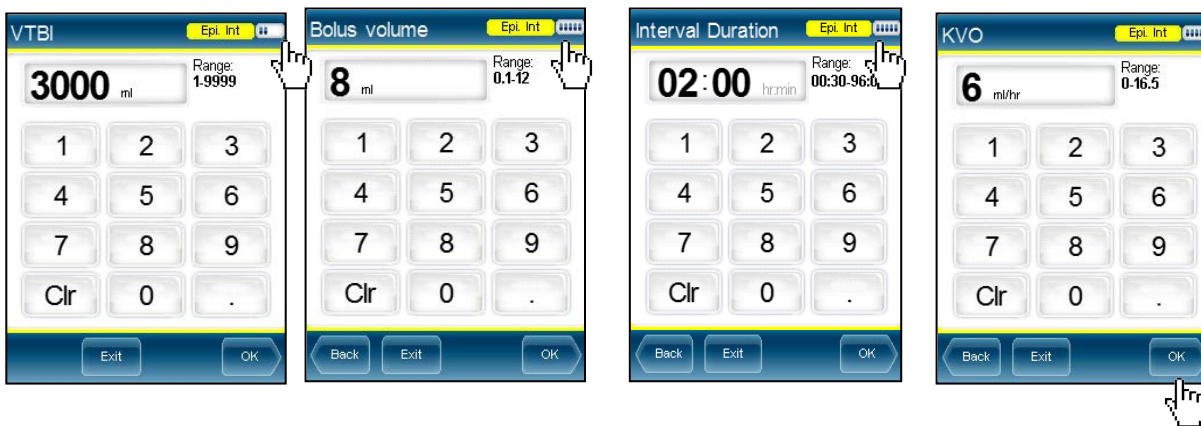 VTBI
Epi. Int
3000 ml
Range:
1-9999
1 2 3
4 5 6
7 8 9
Clr 0 .
Exit OK
Bolus volume
Epi. Int
8 ml
Range:
0.1-12
1 2 3
4 5 6
7 8 9
Clr 0 .
Back Exit OK
Interval Duration
Epi. Int
02:00 hr:min
Range:
00:30-96:0
1 2 3
4 5 6
7 8 9
Clr 0 .
Back Exit OK
KVO
Epi. Int
6 ml/hr
Range:
0-16.5
1 2 3
4 5 6
7 8 9
Clr 0 .
Back Exit OK